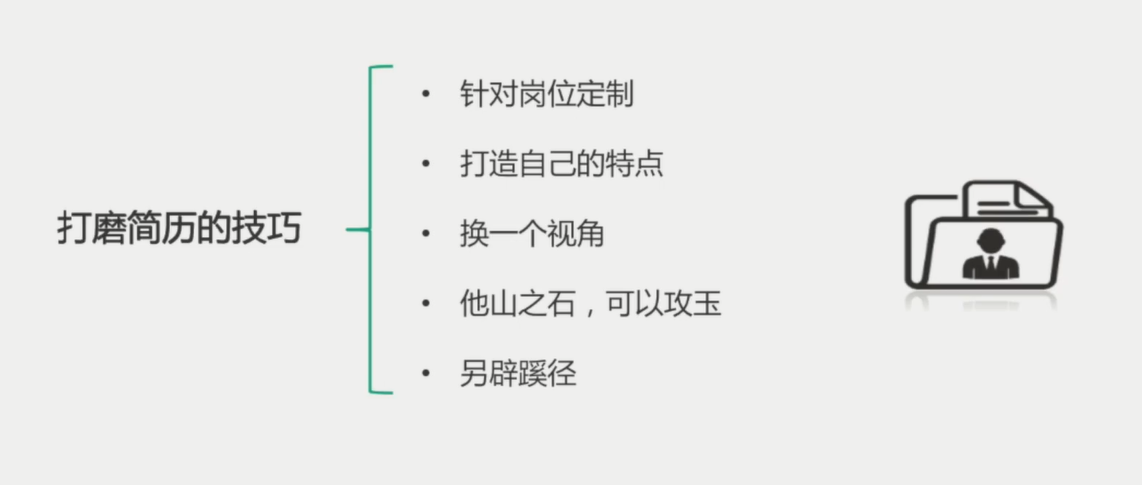 打磨简历的技巧
• 针对岗位定制
• 打造自己的特点
• 换一个视角
• 他山之石，可以攻玉
• 另辟蹊径